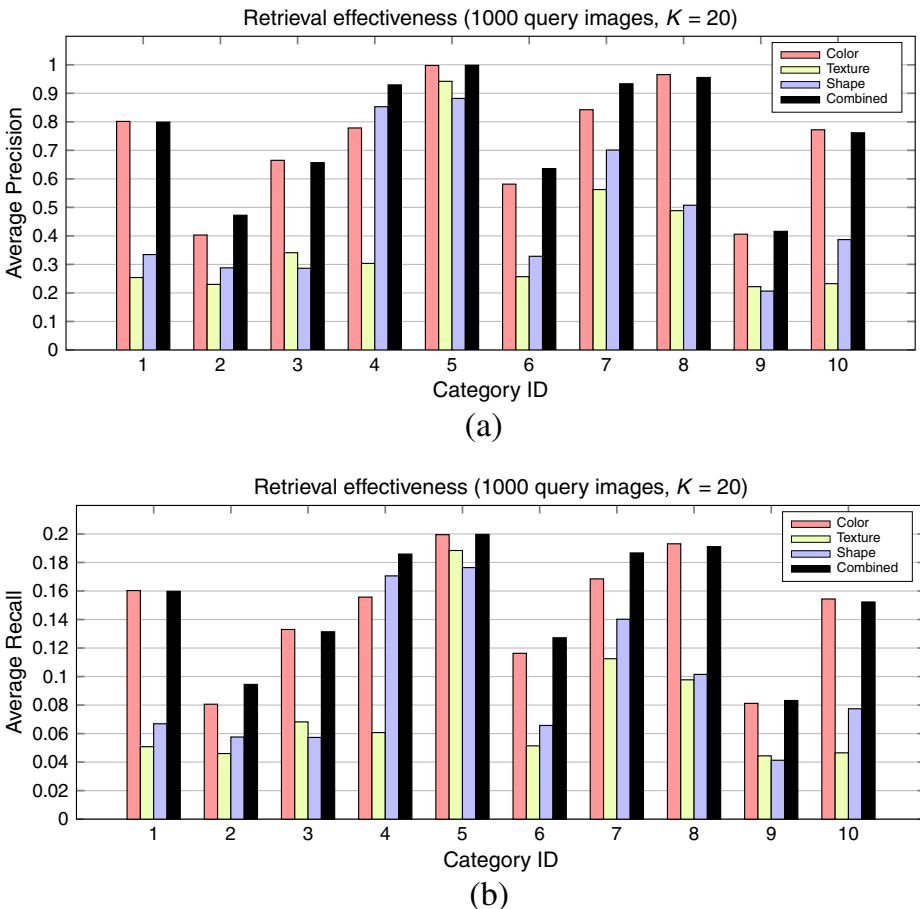 Retrieval effectiveness (1000 query images, K = 20)
Color
Texture
Shape
Combined
Average Precision
1
0.9
0.8
0.7
0.6
0.5
0.4
0.3
0.2
0.1
0
1 2 3 4 5 6 7 8 9 10
Category ID
(a)
Retrieval effectiveness (1000 query images, K = 20)
Color
Texture
Shape
Combined
Average Recall
0.2
0.18
0.16
0.14
0.12
0.1
0.08
0.06
0.04
0.02
0
1 2 3 4 5 6 7 8 9 10
Category ID
(b)